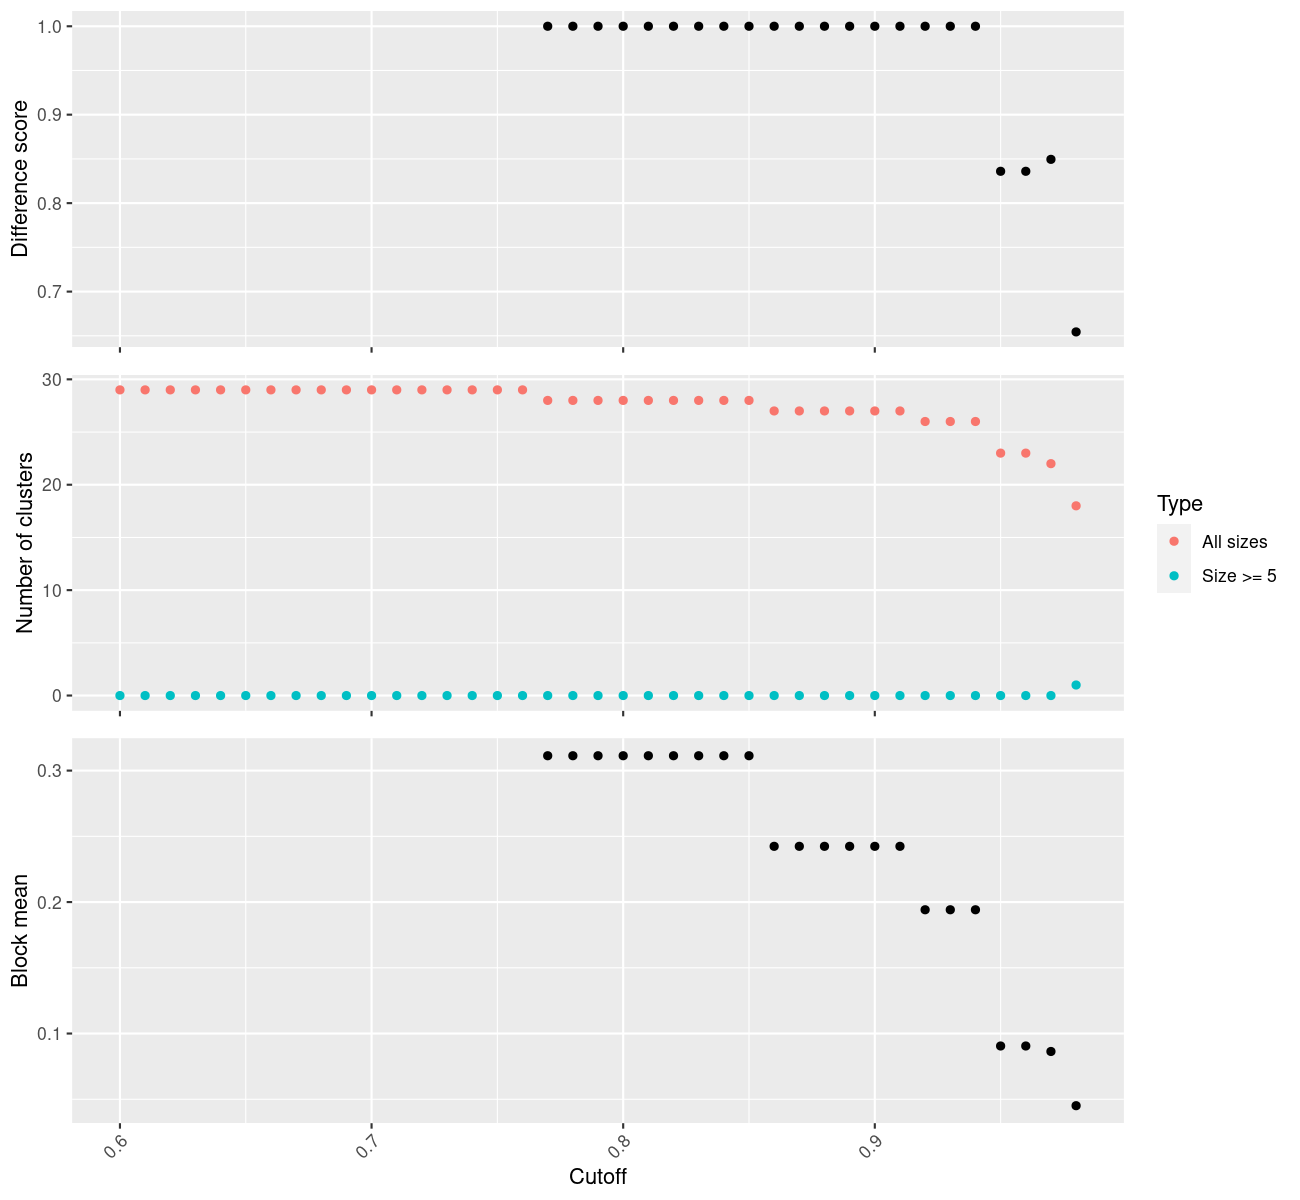 Difference score
1.0
0.9
0.8
0.7
Number of clusters
30
20
10
0
Type
All sizes
Size >= 5
Block mean
0.3
0.2
0.1
0.6
0.7
0.8
0.9
Cutoff